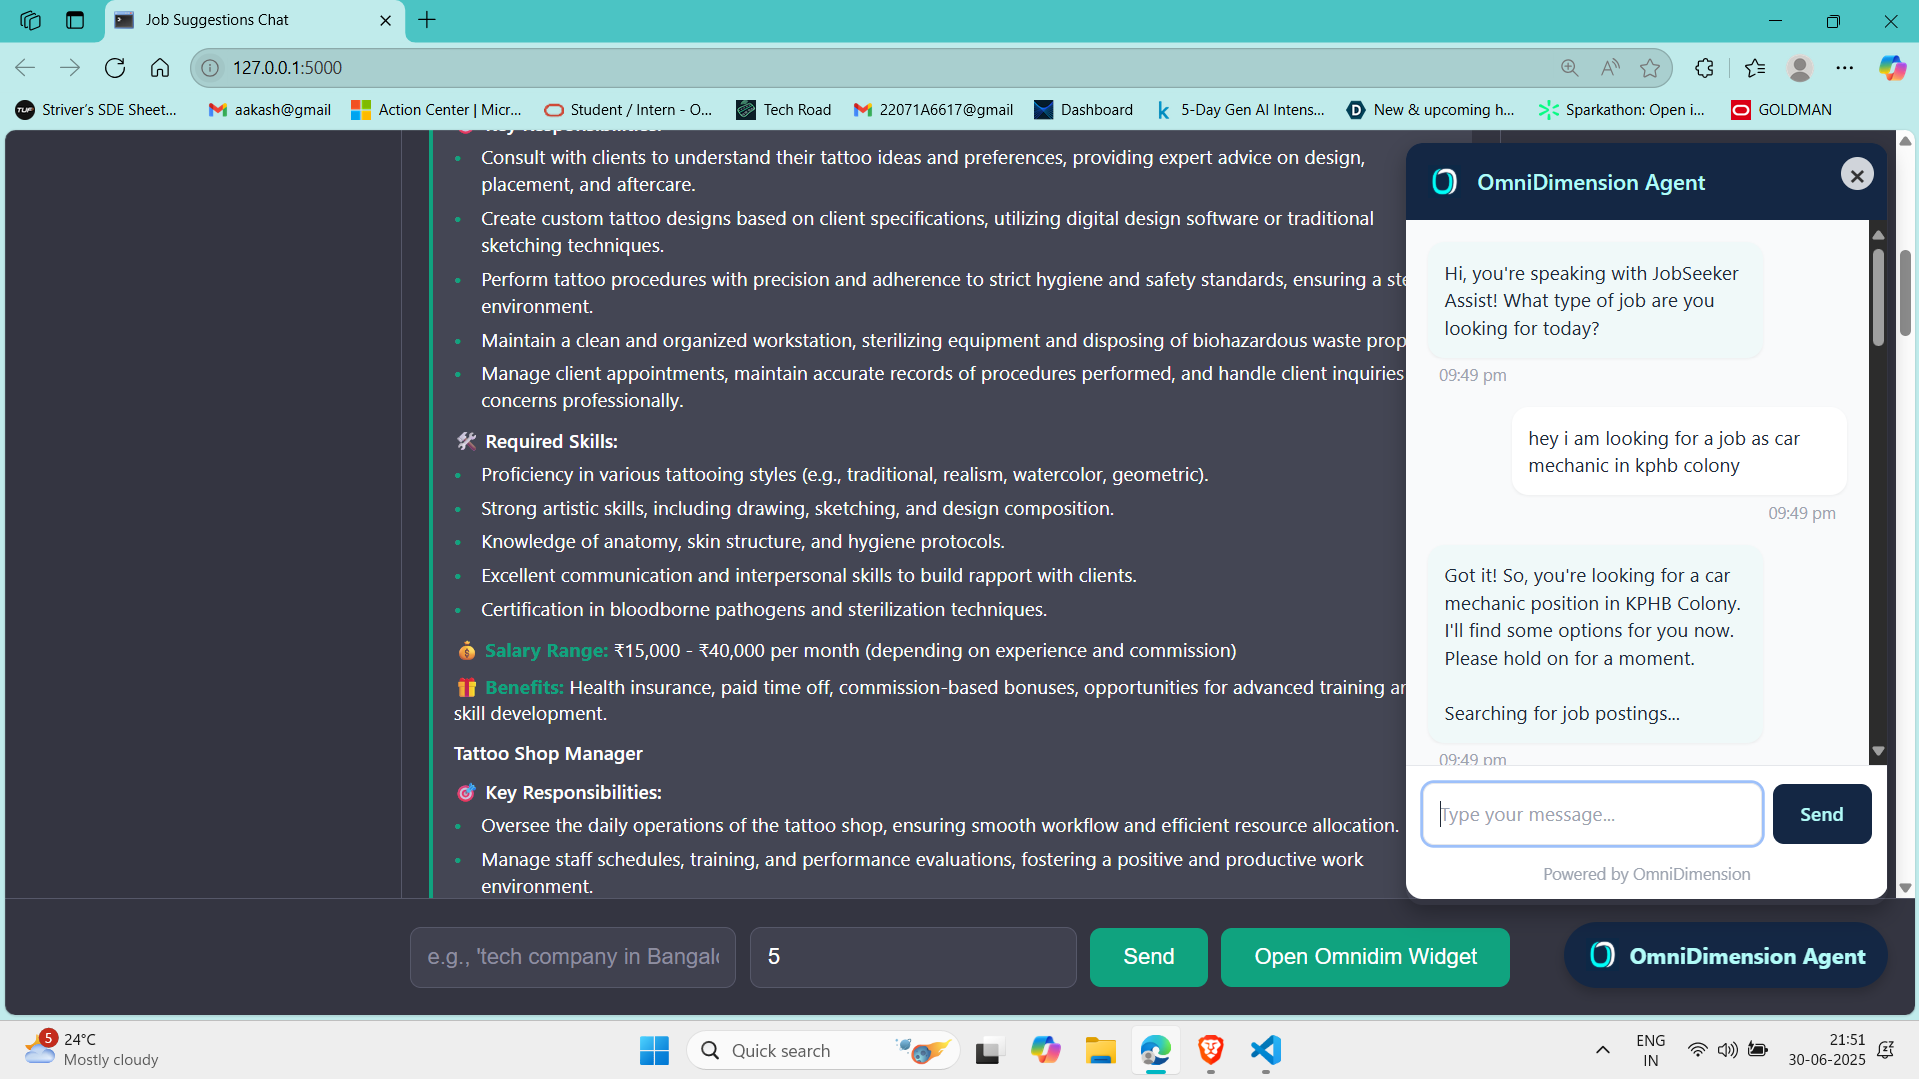 Job Suggestions Chat
127.0.0.1:5000
Striver's SDE Sheet...
aakash@gmail
Action Center | Micr...
Student / Intern - O...
Tech Road
22071A6617@gmail
Dashboard
5-Day Gen AI Intens...
New & upcoming h...
Sparkathon: Open i...
GOLDMAN
Key Responsibilities:
• Consult with clients to understand their tattoo ideas and preferences, providing expert advice on design,
placement, and aftercare.
• Create custom tattoo designs based on client specifications, utilizing digital design software or traditional
sketching techniques.
• Perform tattoo procedures with precision and adherence to strict hygiene and safety standards, ensuring a ste
environment.
• Maintain a clean and organized workstation, sterilizing equipment and disposing of biohazardous waste prop
• Manage client appointments, maintain accurate records of procedures performed, and handle client inquiries
concerns professionally.
🛠 Required Skills:
• Proficiency in various tattooing styles (e.g., traditional, realism, watercolor, geometric).
• Strong artistic skills, including drawing, sketching, and design composition.
• Knowledge of anatomy, skin structure, and hygiene protocols.
• Excellent communication and interpersonal skills to build rapport with clients.
• Certification in bloodborne pathogens and sterilization techniques.
💰 Salary Range: ₹15,000 - ₹40,000 per month (depending on experience and commission)
🎁 Benefits: Health insurance, paid time off, commission-based bonuses, opportunities for advanced training ar
skill development.
Tattoo Shop Manager
🎯 Key Responsibilities:
• Oversee the daily operations of the tattoo shop, ensuring smooth workflow and efficient resource allocation.
• Manage staff schedules, training, and performance evaluations, fostering a positive and productive work
environment.
OmniDimension Agent
Hi, you're speaking with JobSeeker
Assist! What type of job are you
looking for today?
09:49 pm
hey i am looking for a job as car
mechanic in kphb colony
09:49 pm
Got it! So, you're looking for a car
mechanic position in KPHB Colony.
I'll find some options for you now.
Please hold on for a moment.
Searching for job postings...
09:49 pm
Type your message...
Send
Powered by OmniDimension
e.g., 'tech company in Bangalo
5
Send
Open Omnidim Widget
OmniDimension Agent
5
24°C
Mostly cloudy
Quick search
ENG
IN
21:51
30-06-2025